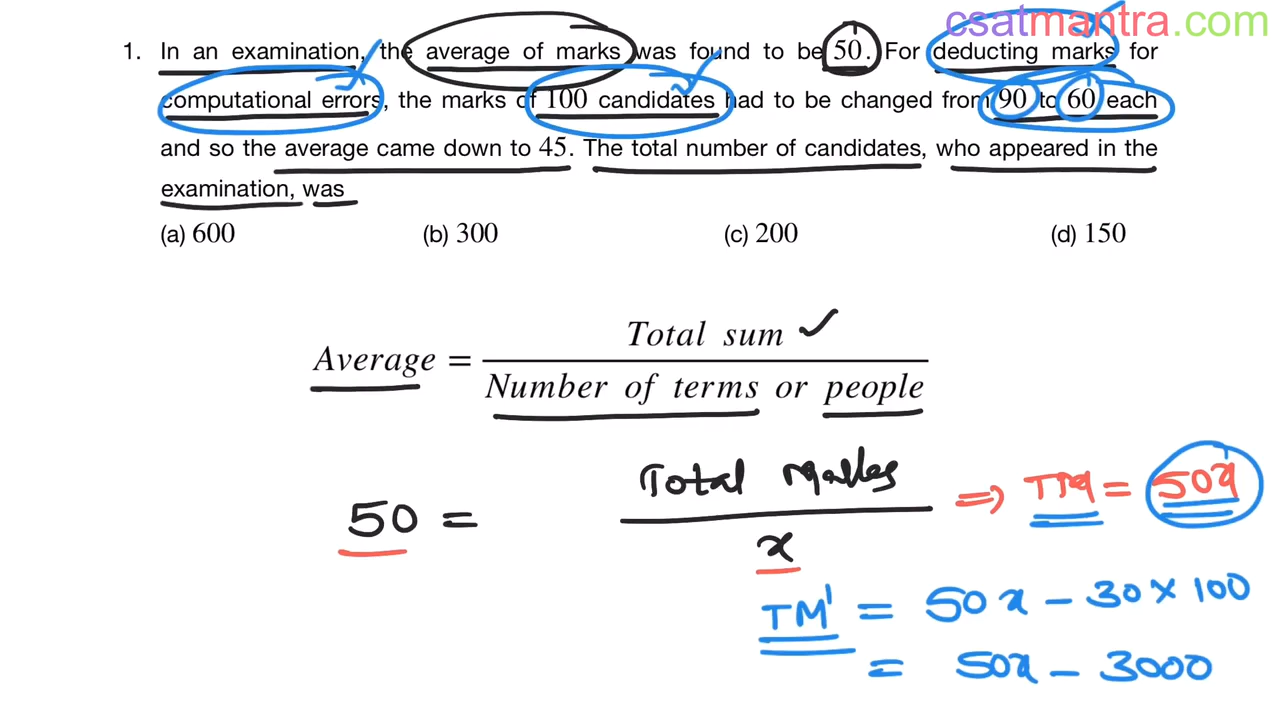 csatmantra.com
1. In an examination, the average of marks was found to be 50. For deducting marks for
computational errors, the marks of 100 candidates had to be changed from 90 to 60 each
and so the average came down to 45. The total number of candidates, who appeared in the
examination, was
(a) 600 (b) 300 (c) 200 (d) 150
Average = Total sum / Number of terms or people
50 = Total Marks / x ⇒ TM = 50x
TM' = 50x - 30 × 100
= 50x - 3000